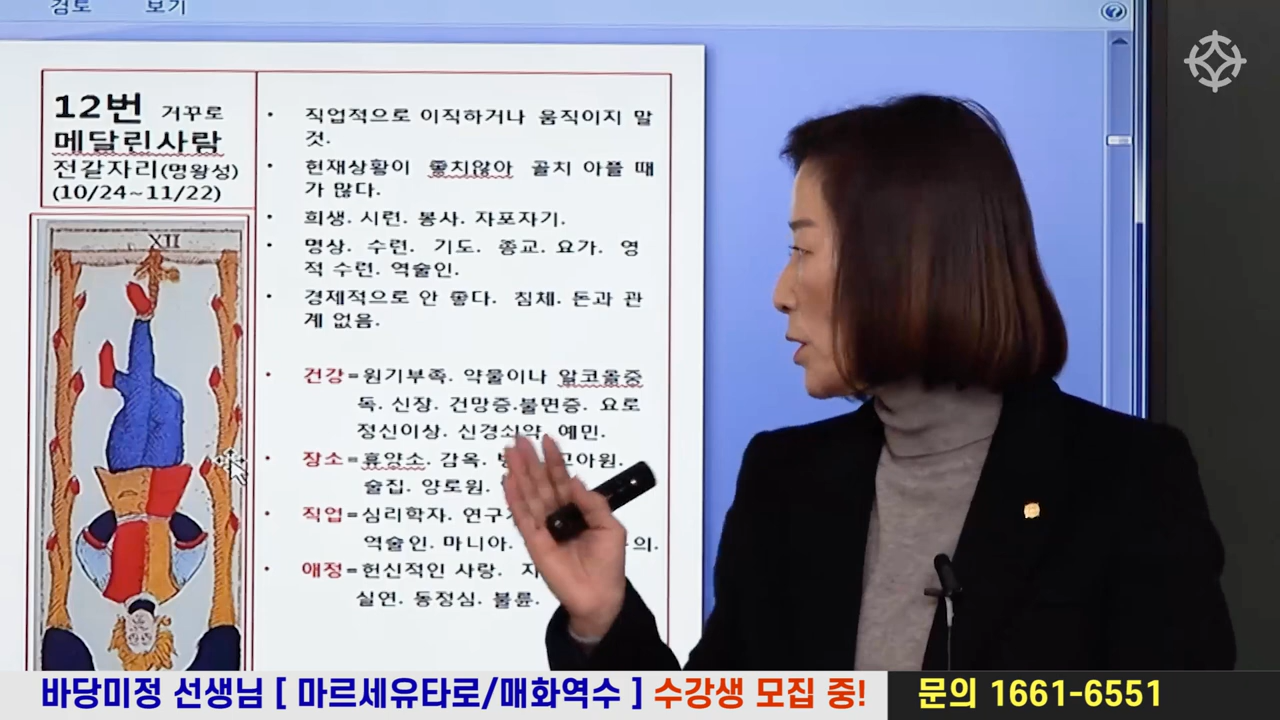 검토 보기
12번 거꾸로
메달린사람
전갈자리(명왕성)
(10/24~11/22)
XII
• 직업적으로 이직하거나 움직이지 말
것.
• 현재상황이 좋치않아 골치 아플 때
가 많다.
• 희생. 시련. 봉사. 자포자기.
• 명상. 수련. 기도. 종교. 요가. 영
적 수련. 역술인.
• 경제적으로 안 좋다. 침체. 돈과 관
계 없음.
• 건강=원기부족. 약물이나 알코올중
독. 신장. 건망증.불면증. 요로
정신이상. 신경쇠약. 예민.
• 장소=휴양소. 감옥. 고아원.
술집. 양로원.
• 직업=심리학자.
역술인. 마니아. 의.
• 애정=헌신적인 사랑.
실연. 동정심. 불륜.
바당미정 선생님 [ 마르세유타로/매화역수 ] 수강생 모집 중!
문의 1661-6551